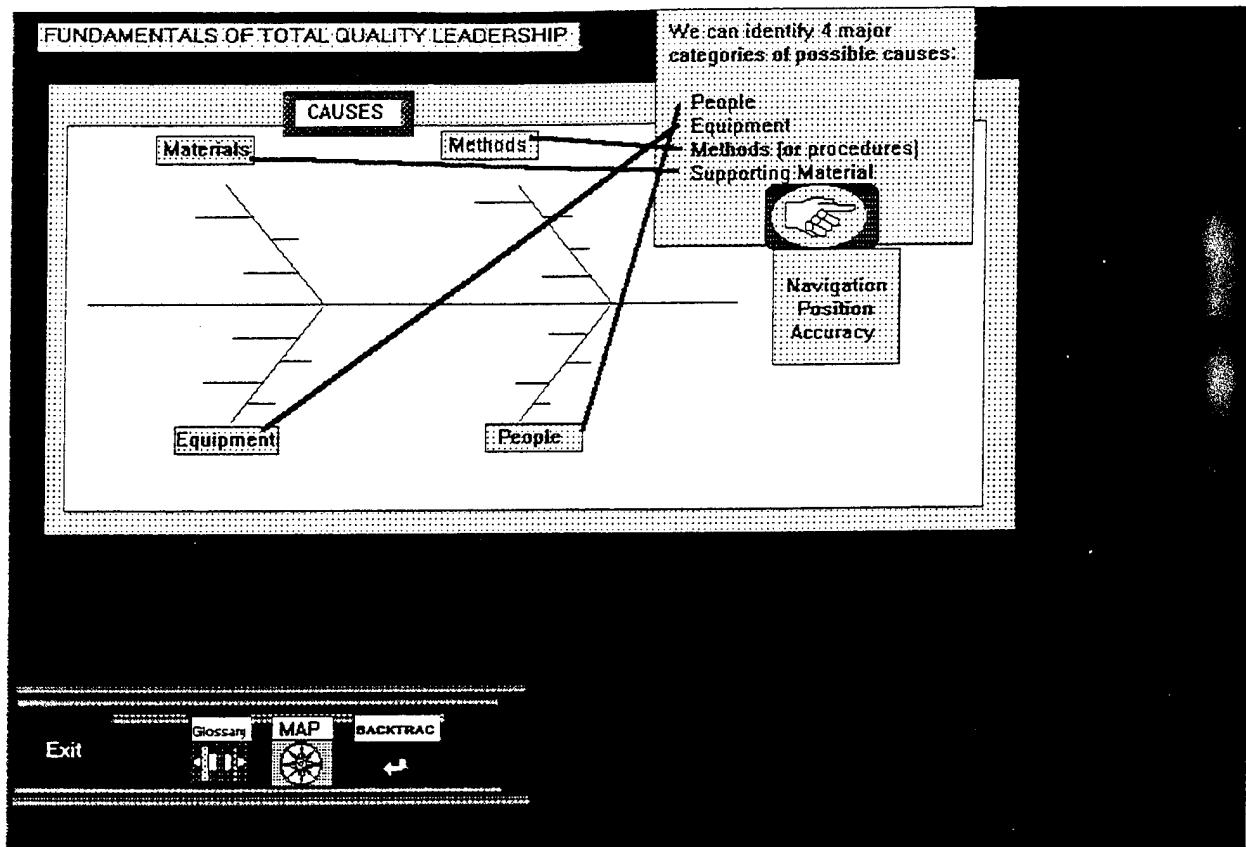 FUNDAMENTALS OF TOTAL QUALITY LEADERSHIP
We can identify 4 major
categories of possible causes:
People
Equipment
Methods (or procedures)
Supporting Material
CAUSES
Materials
Methods
Navigation
Position
Accuracy
Equipment
People
Exit
Glossary
MAP
BACKTRAC